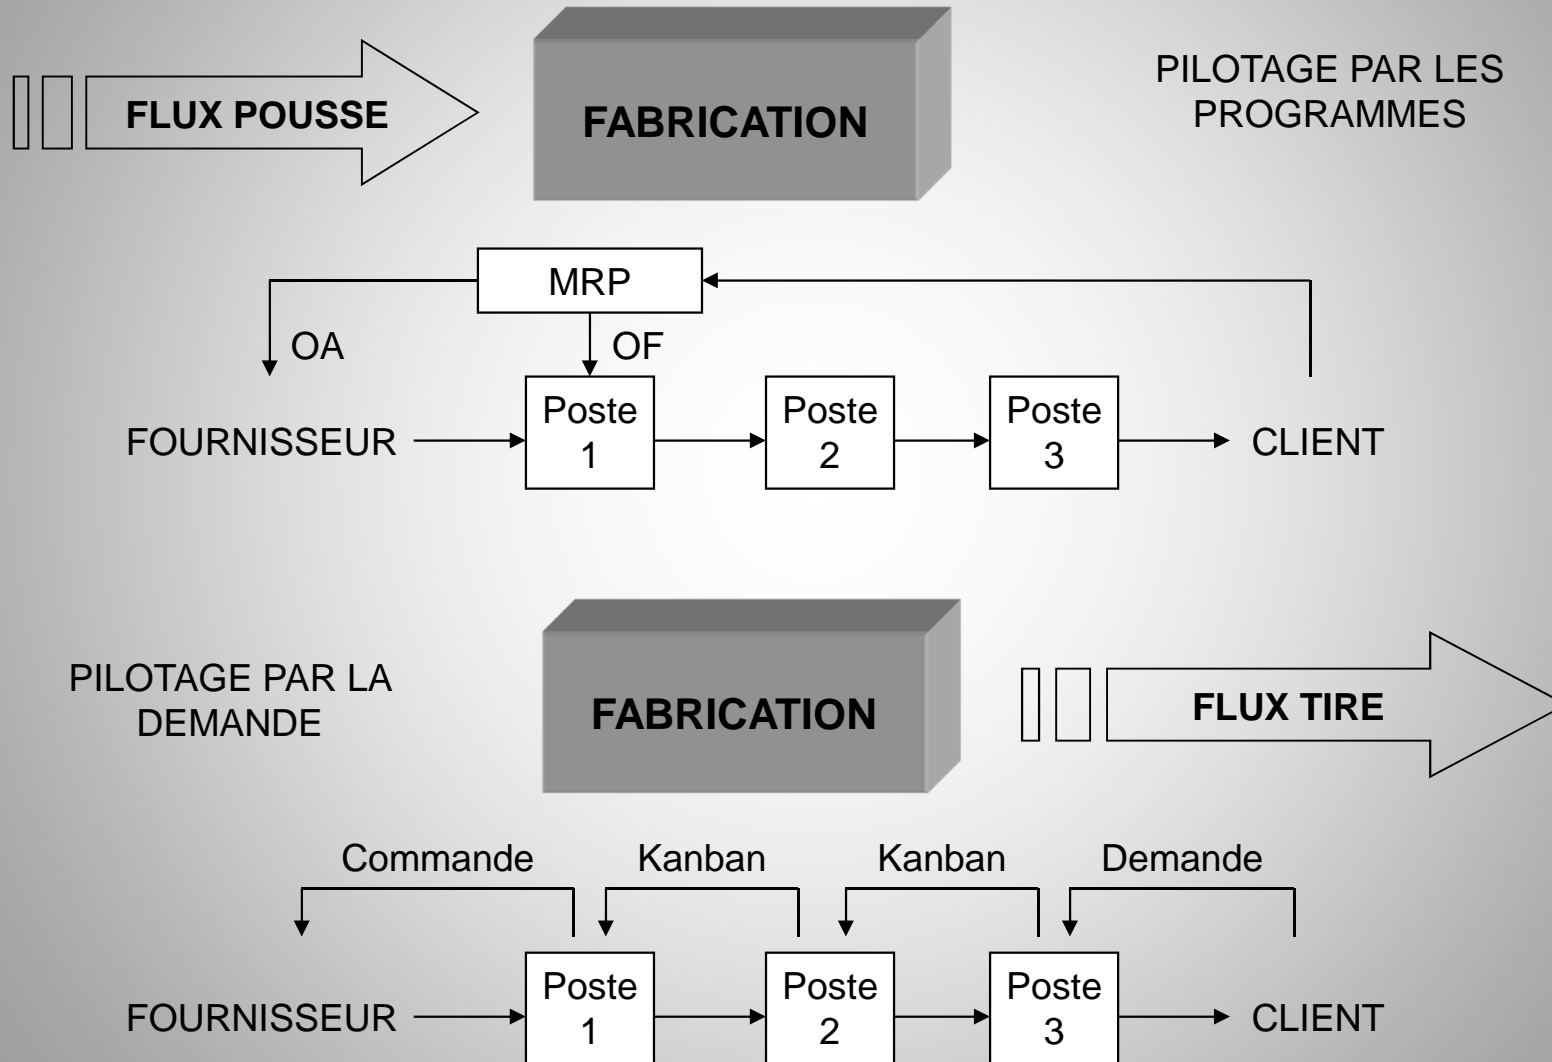 FLUX POUSSE
FABRICATION
PILOTAGE PAR LES
PROGRAMMES
MRP
OA
OF
FOURNISSEUR
Poste
1
Poste
2
Poste
3
CLIENT
PILOTAGE PAR LA
DEMANDE
FABRICATION
FLUX TIRE
Commande
Kanban
Kanban
Demande
FOURNISSEUR
Poste
1
Poste
2
Poste
3
CLIENT